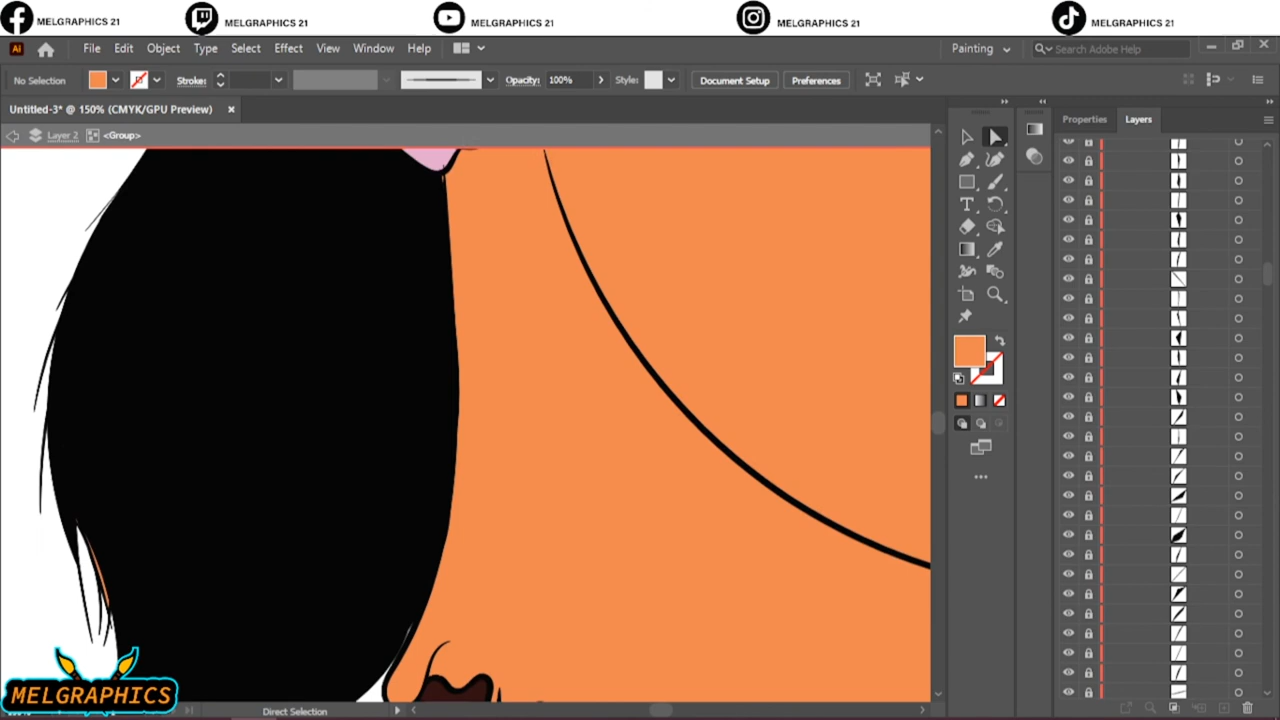 MELGRAPHICS 21 MELGRAPHICS 21 MELGRAPHICS 21 MELGRAPHICS 21 MELGRAPHICS 21
Ai File Edit Object Type Select Effect View Window Help Painting Search Adobe Help
No Selection Stroke: Opacity: 100% Style: Document Setup Preferences
Untitled-3* @ 150% (CMYK/GPU Preview) Properties Layers
Layer 2 <Group>
MELGRAPHICS
Direct Selection